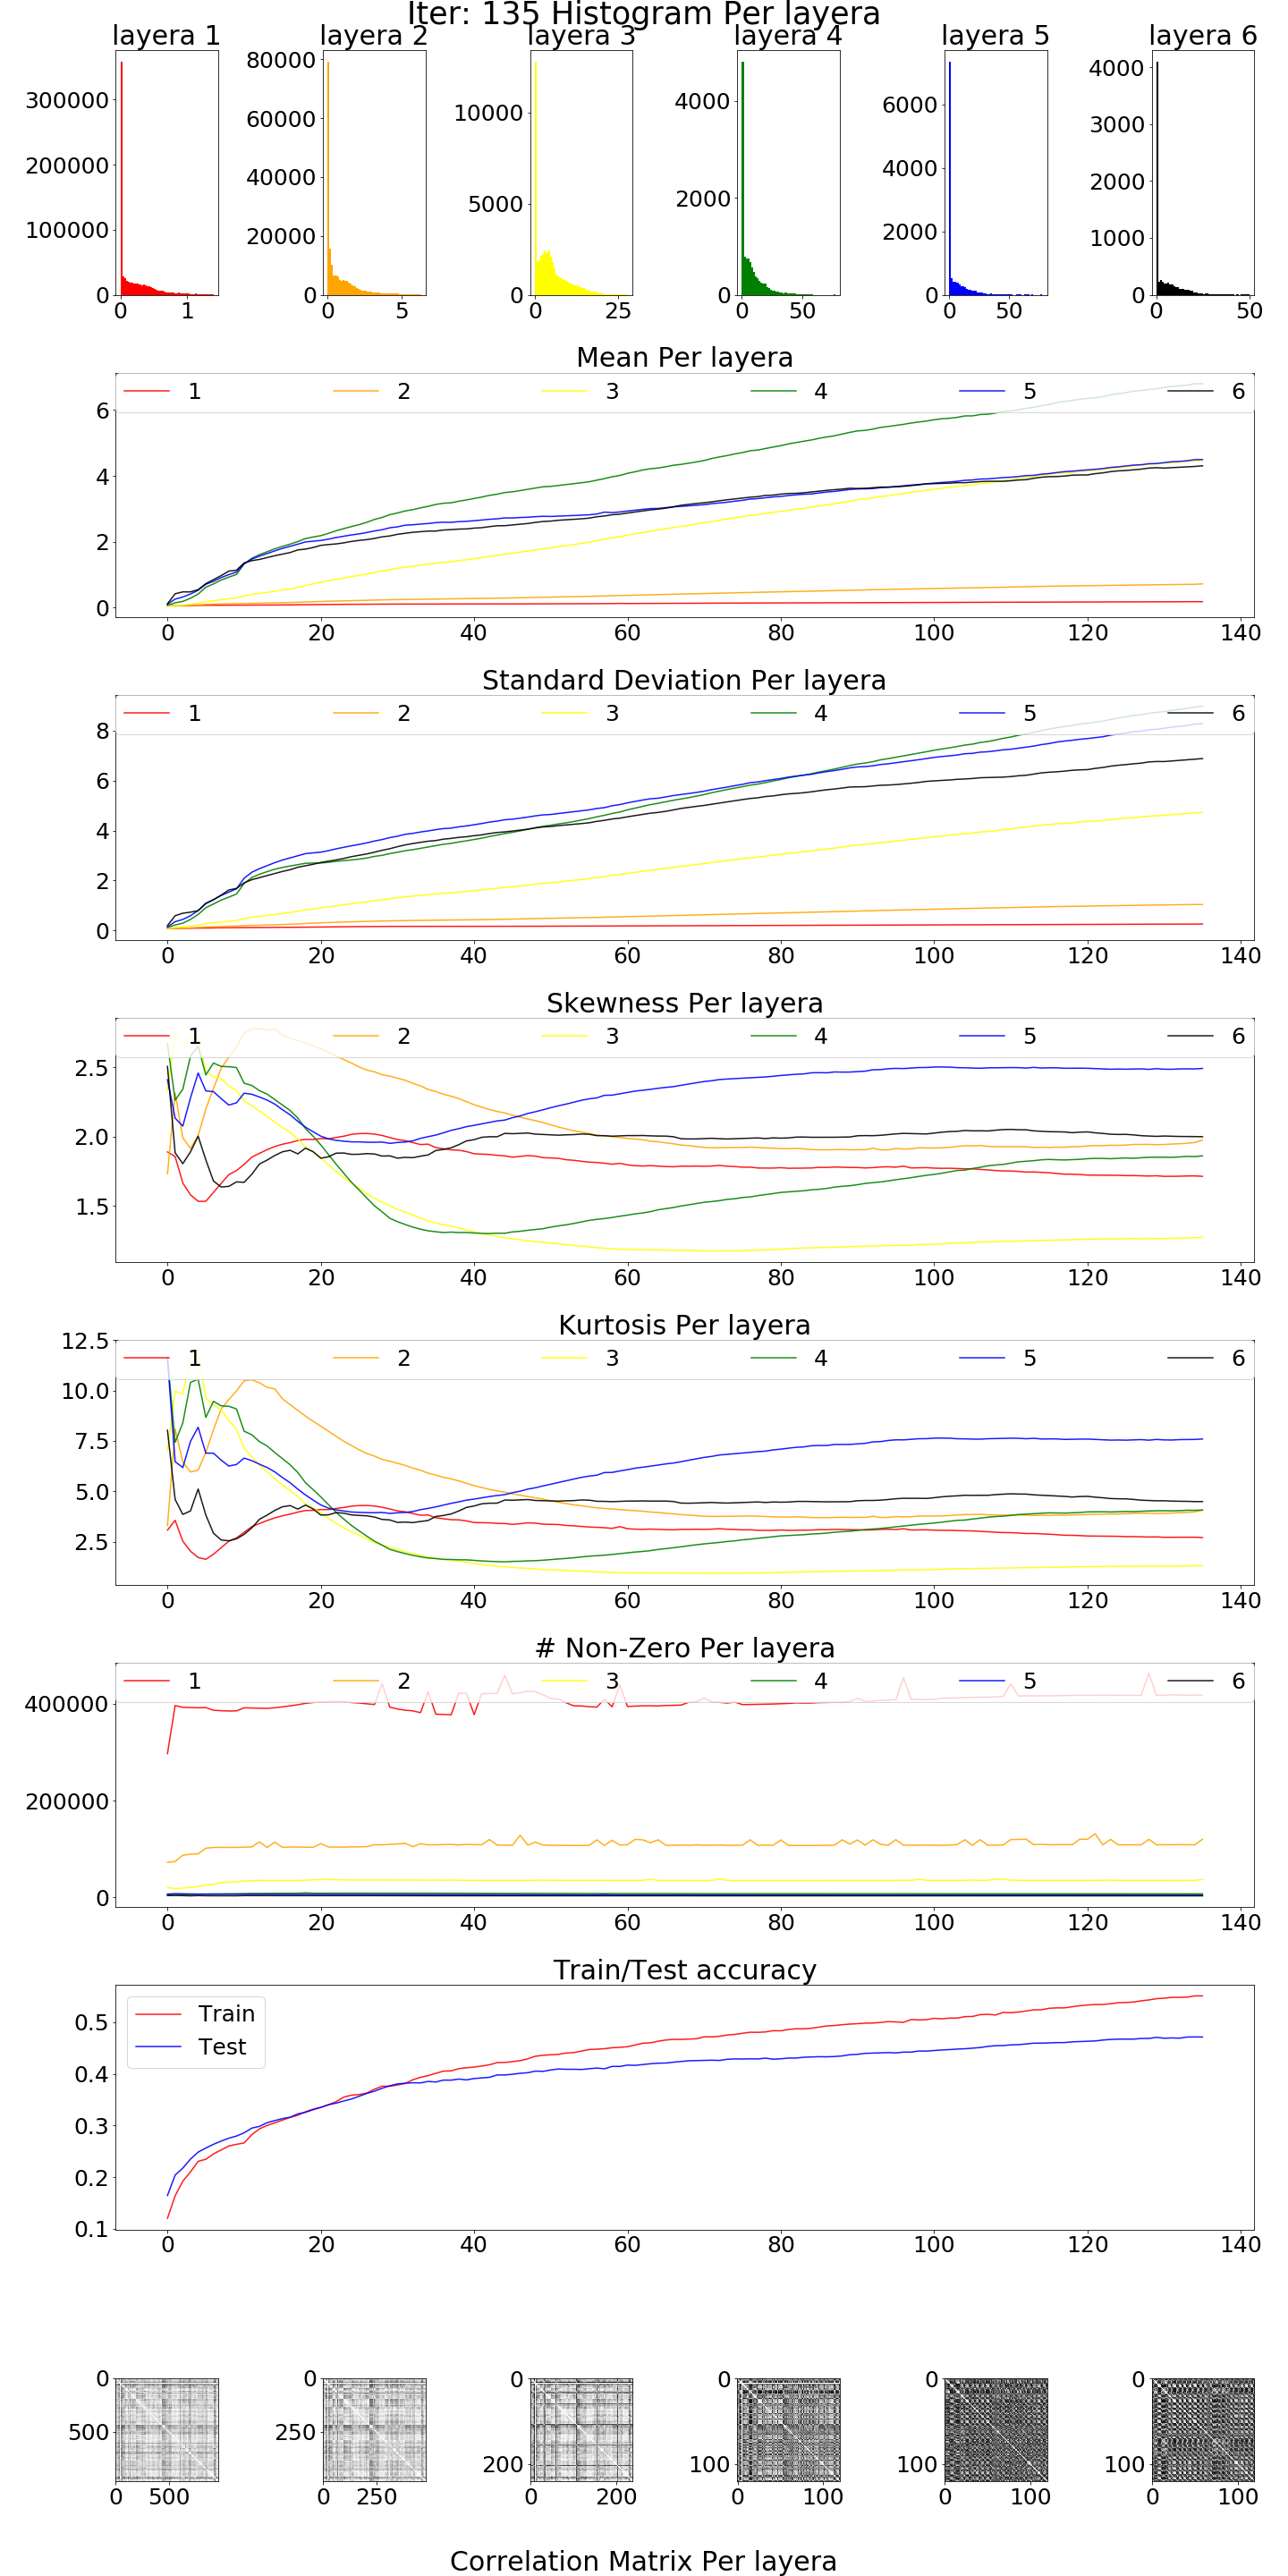 Iter: 135 Histogram Per layera
layera 1 layera 2 layera 3 layera 4 layera 5 layera 6
300000 200000 100000 0
0 1
80000 60000 40000 20000 0
0 5
10000 5000 0
0 25
4000 2000 0
0 50
6000 4000 2000 0
0 50
4000 3000 2000 1000 0
0 50
Mean Per layera
1 2 3 4 5 6
6
4
2
0
0 20 40 60 80 100 120 140
Standard Deviation Per layera
1 2 3 4 5 6
8
6
4
2
0
0 20 40 60 80 100 120 140
Skewness Per layera
1 2 3 4 5 6
2.5
2.0
1.5
0 20 40 60 80 100 120 140
Kurtosis Per layera
12.5
1 2 3 4 5 6
10.0
7.5
5.0
2.5
0 20 40 60 80 100 120 140
# Non-Zero Per layera
1 2 3 4 5 6
400000
200000
0
0 20 40 60 80 100 120 140
Train/Test accuracy
Train
Test
0.5
0.4
0.3
0.2
0.1
0 20 40 60 80 100 120 140
0 500
0 500
0 250
0 250
0 200
0 200
0 100
0 100
0 100
0 100
0 100
0 100
Correlation Matrix Per layera